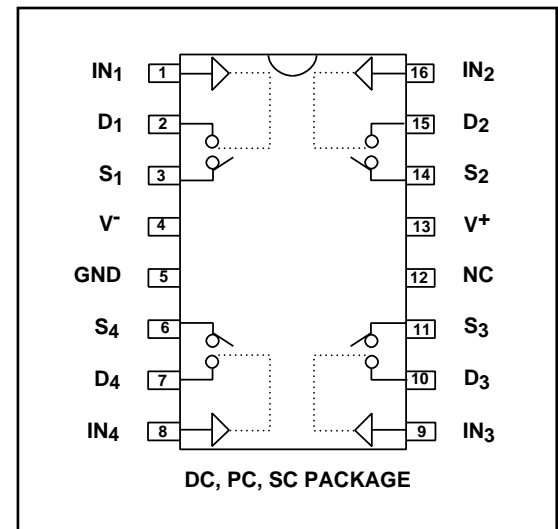 IN1 1 16 IN2
D1 2 15 D2
S1 3 14 S2
V- 4 13 V+
GND 5 12 NC
S4 6 11 S3
D4 7 10 D3
IN4 8 9 IN3
DC, PC, SC PACKAGE